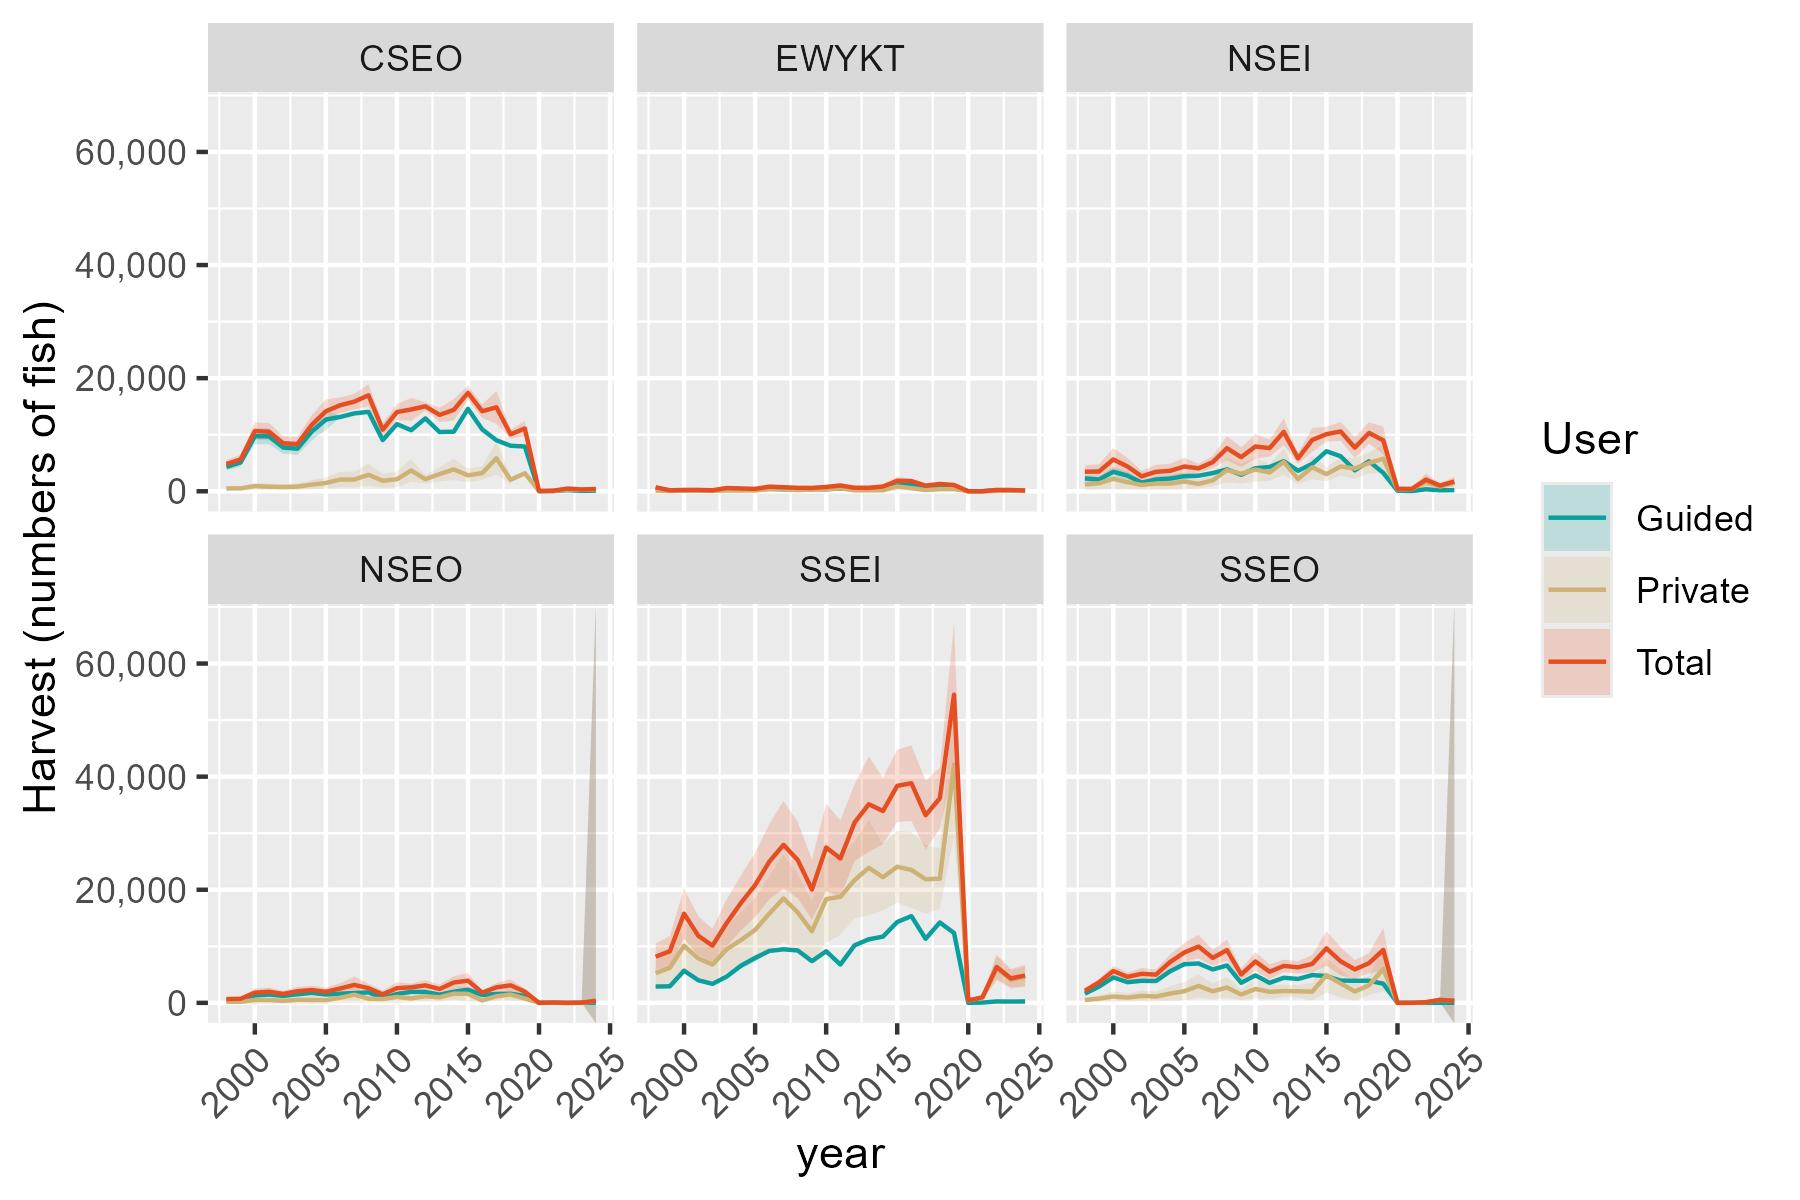 CSEO EWYKT NSEI
60,000
40,000
20,000
0
NSEO SSEI SSEO
60,000
40,000
20,000
0
2000 2005 2010 2015 2020 2025 2000 2005 2010 2015 2020 2025 2000 2005 2010 2015 2020 2025
year
Harvest (numbers of fish)
User
Guided
Private
Total